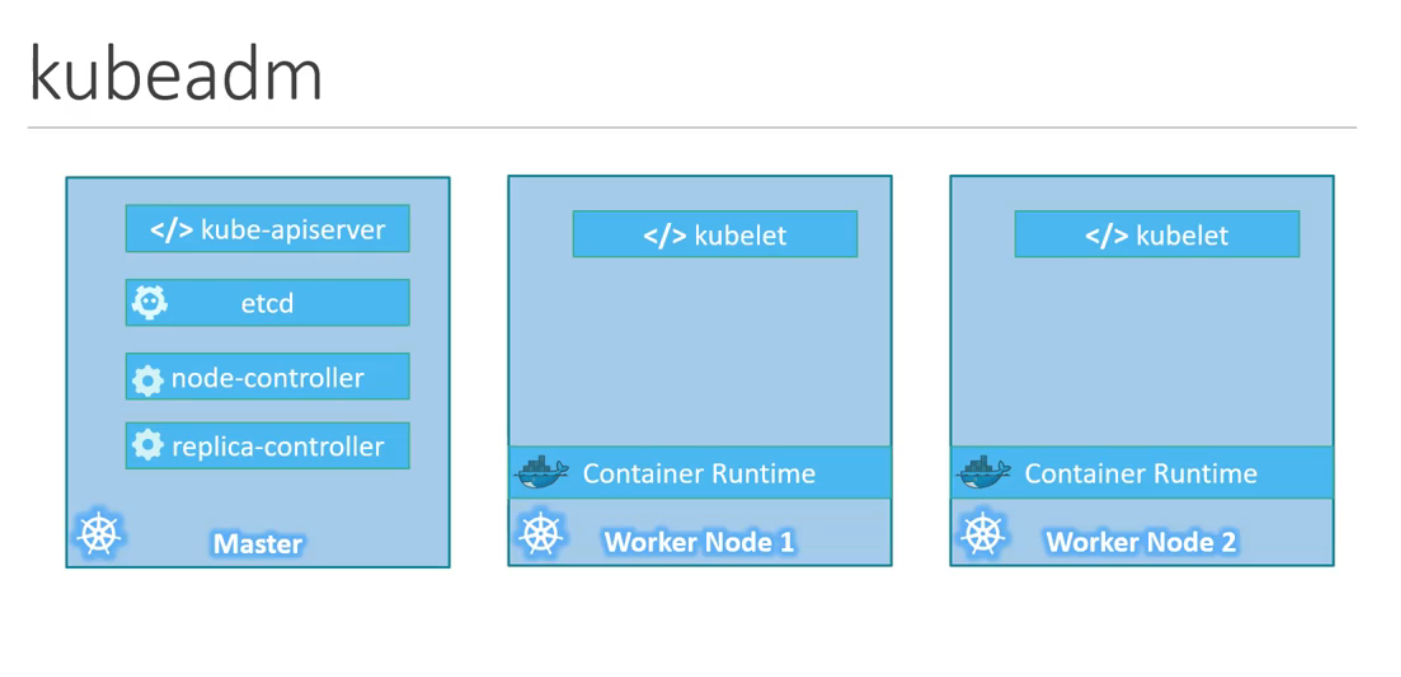 kubeadm
</> kube-apiserver
etcd
node-controller
replica-controller
Master
</> kubelet
Container Runtime
Worker Node 1
</> kubelet
Container Runtime
Worker Node 2